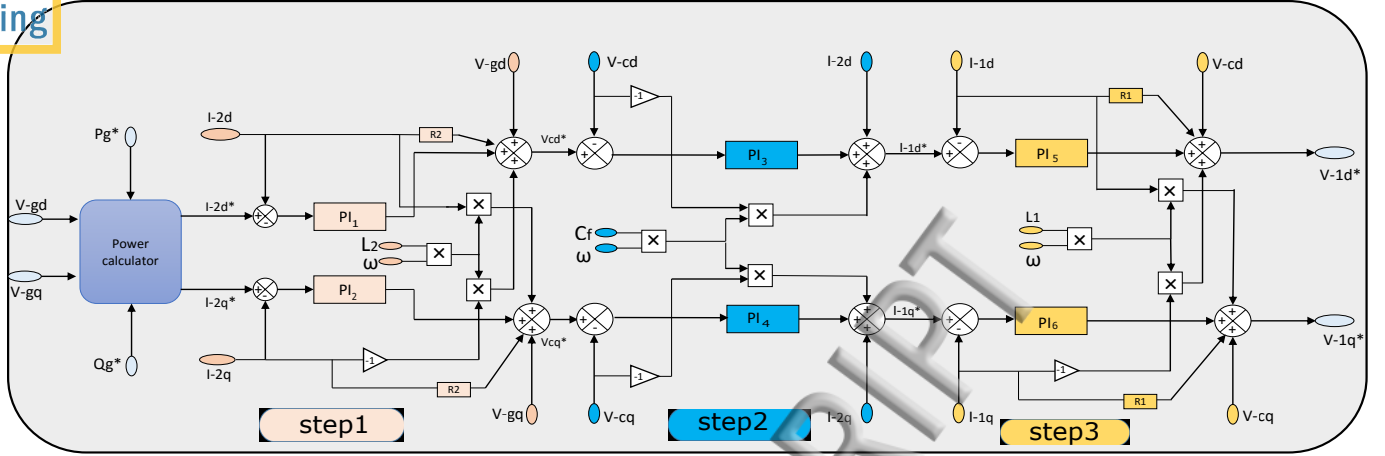 ing
V-gd
V-cd
I-2d
I-1d
V-cd
-1
R1
Pg*
I-2d
R2
Vcd*
PI3
I-1d*
PI5
V-1d*
V-gd
I-2d*
PI1
Power
calculator
L2
ω
Cf
ω
L1
ω
V-gq
I-2q*
PI2
Vcq*
PI4
I-1q*
PI6
V-1q*
Qg*
I-2q
-1
R2
-1
-1
R1
V-gq
V-cq
I-2q
I-1q
V-cq
step1
step2
step3
RIPT